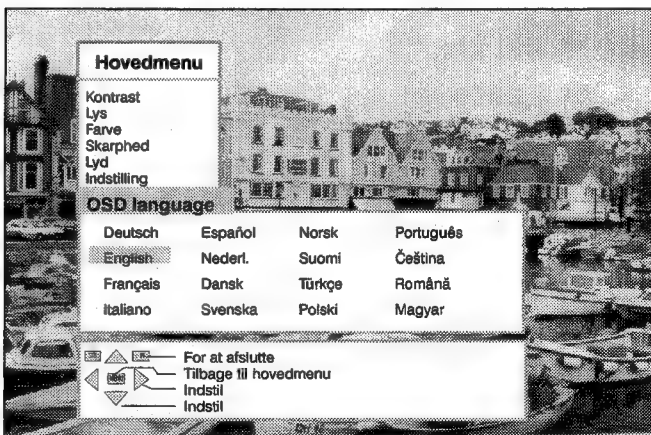 Hovedmenu
Kontrast
Lys
Farve
Skarphed
Lyd
Indstilling
OSD language
Deutsch Español Norsk Português
English Nederl. Suomi Čeština
Français Dansk Türkçe Română
Italiano Svenska Polski Magyar
For at afslutte
Tilbage til hovedmenu
Indstil
Indstil